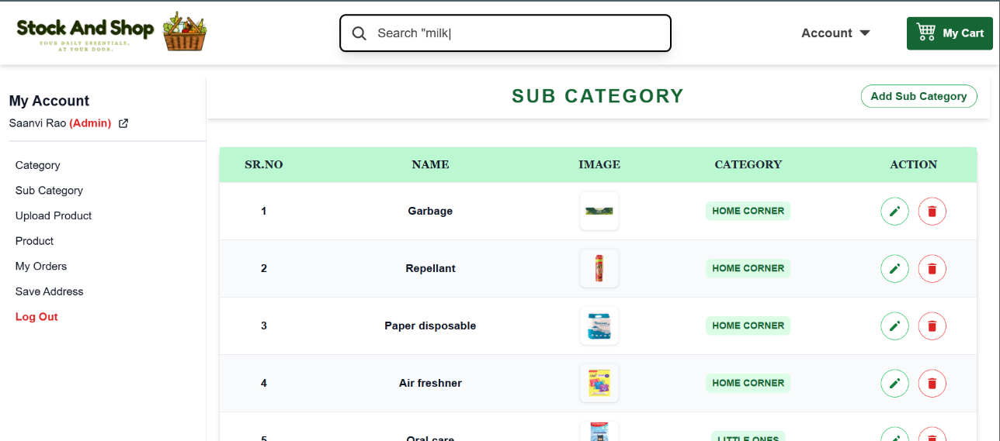 Stock And Shop
YOUR DAILY ESSENTIALS,
AT YOUR DOOR.
Search "milk|
Account
My Cart
My Account
Saanvi Rao (Admin)
Category
Sub Category
Upload Product
Product
My Orders
Save Address
Log Out
SUB CATEGORY
Add Sub Category
SR.NO NAME IMAGE CATEGORY ACTION
1 Garbage HOME CORNER
2 Repellant HOME CORNER
3 Paper disposable HOME CORNER
4 Air freshner HOME CORNER
5 Oral care LITTLE ONES